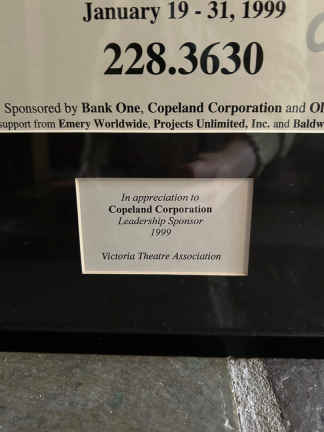 January 19 - 31, 1999
228.3630
Sponsored by Bank One, Copeland Corporation and
support from Emery Worldwide, Projects Unlimited, Inc. and
In appreciation to
Copeland Corporation
Leadership Sponsor
1999
Victoria Theatre Association